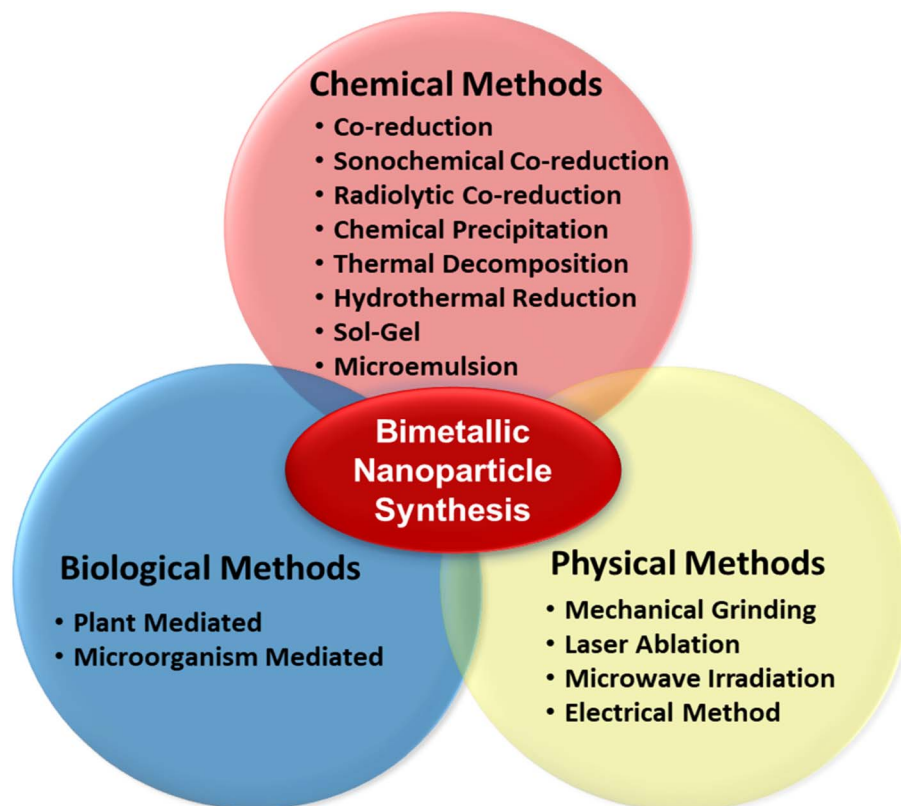 Chemical Methods
• Co-reduction
• Sonochemical Co-reduction
• Radiolytic Co-reduction
• Chemical Precipitation
• Thermal Decomposition
• Hydrothermal Reduction
• Sol-Gel
• Microemulsion
Bimetallic
Nanoparticle
Synthesis
Biological Methods
• Plant Mediated
• Microorganism Mediated
Physical Methods
• Mechanical Grinding
• Laser Ablation
• Microwave Irradiation
• Electrical Method